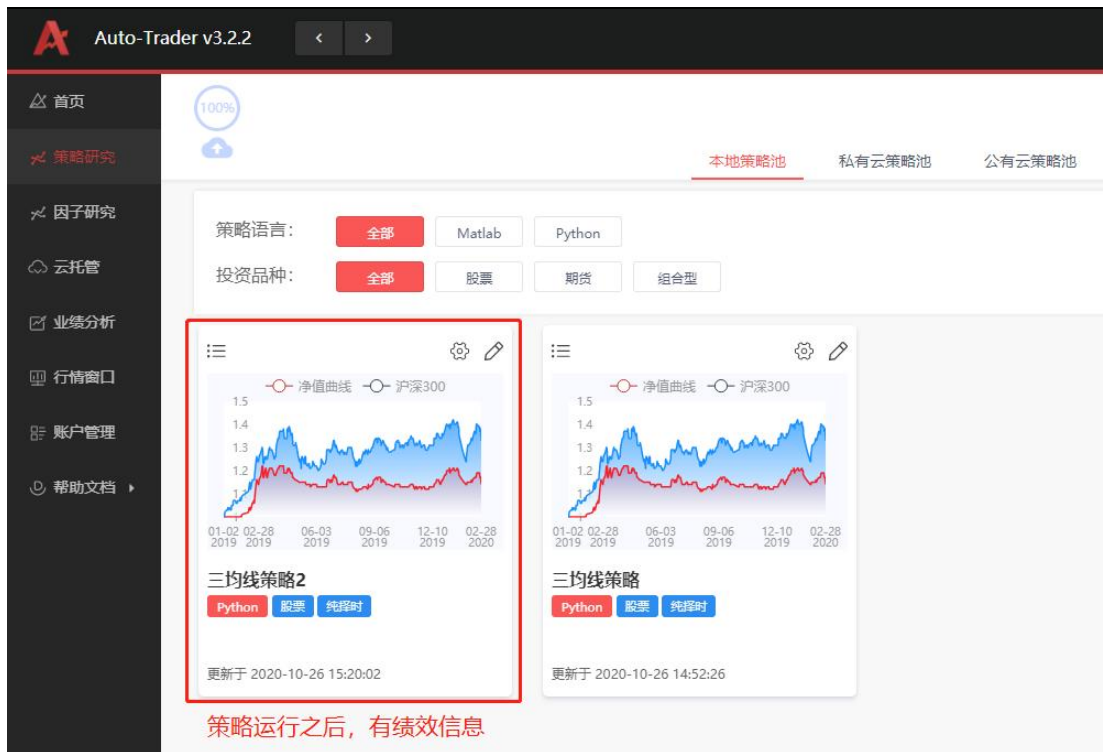 Auto-Trader v3.2.2
首页
策略研究
因子研究
云托管
业绩分析
行情窗口
账户管理
帮助文档
100%
本地策略池 私有云策略池 公有云策略池
策略语言: 全部 Matlab Python
投资品种: 全部 股票 期货 组合型
净值曲线 沪深300
1.5
1.4
1.3
1.2
01-02 02-28 06-03 09-06 12-10 02-28
2019 2019 2019 2019 2019 2020
三均线策略2
Python 股票 纯择时
更新于 2020-10-26 15:20:02
净值曲线 沪深300
1.5
1.4
1.3
1.2
01-02 02-28 06-03 09-06 12-10 02-28
2019 2019 2019 2019 2019 2020
三均线策略
Python 股票 纯择时
更新于 2020-10-26 14:52:26
策略运行之后，有绩效信息